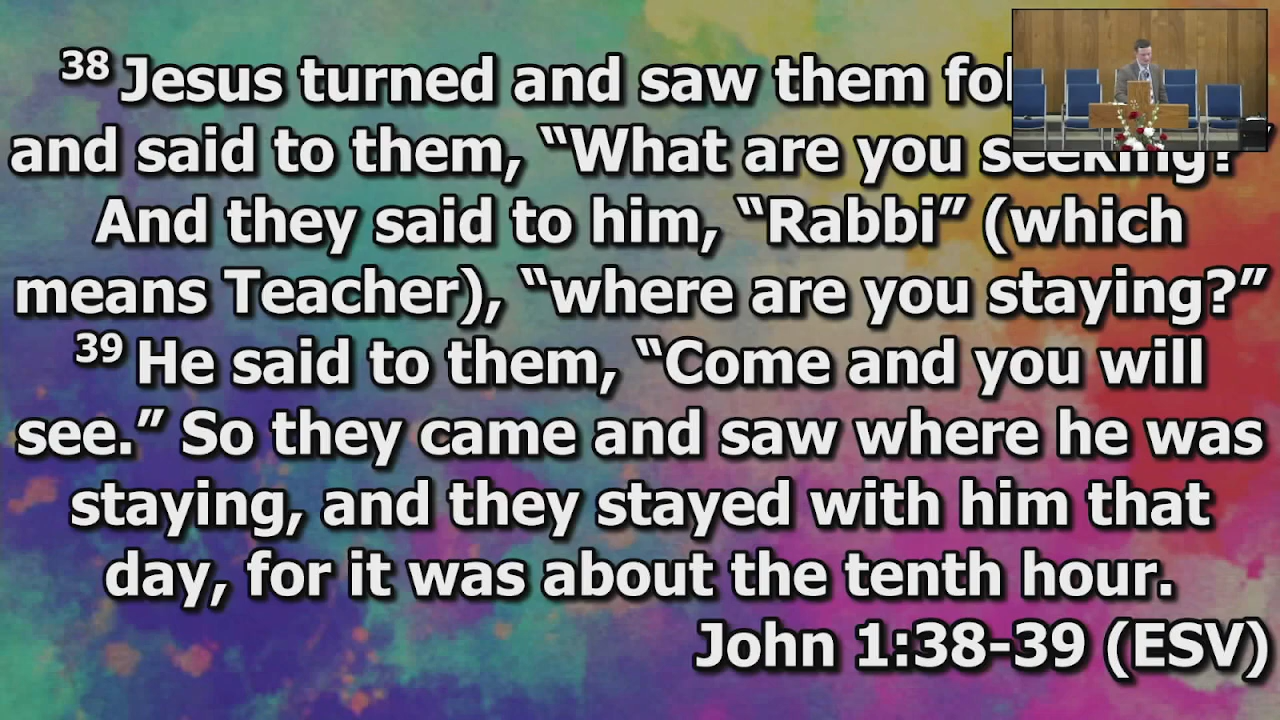 38 Jesus turned and saw them
and said to them, “What are you seeking?
And they said to him, “Rabbi” (which
means Teacher), “where are you staying?”
39 He said to them, “Come and you will
see.” So they came and saw where he was
staying, and they stayed with him that
day, for it was about the tenth hour.
John 1:38-39 (ESV)